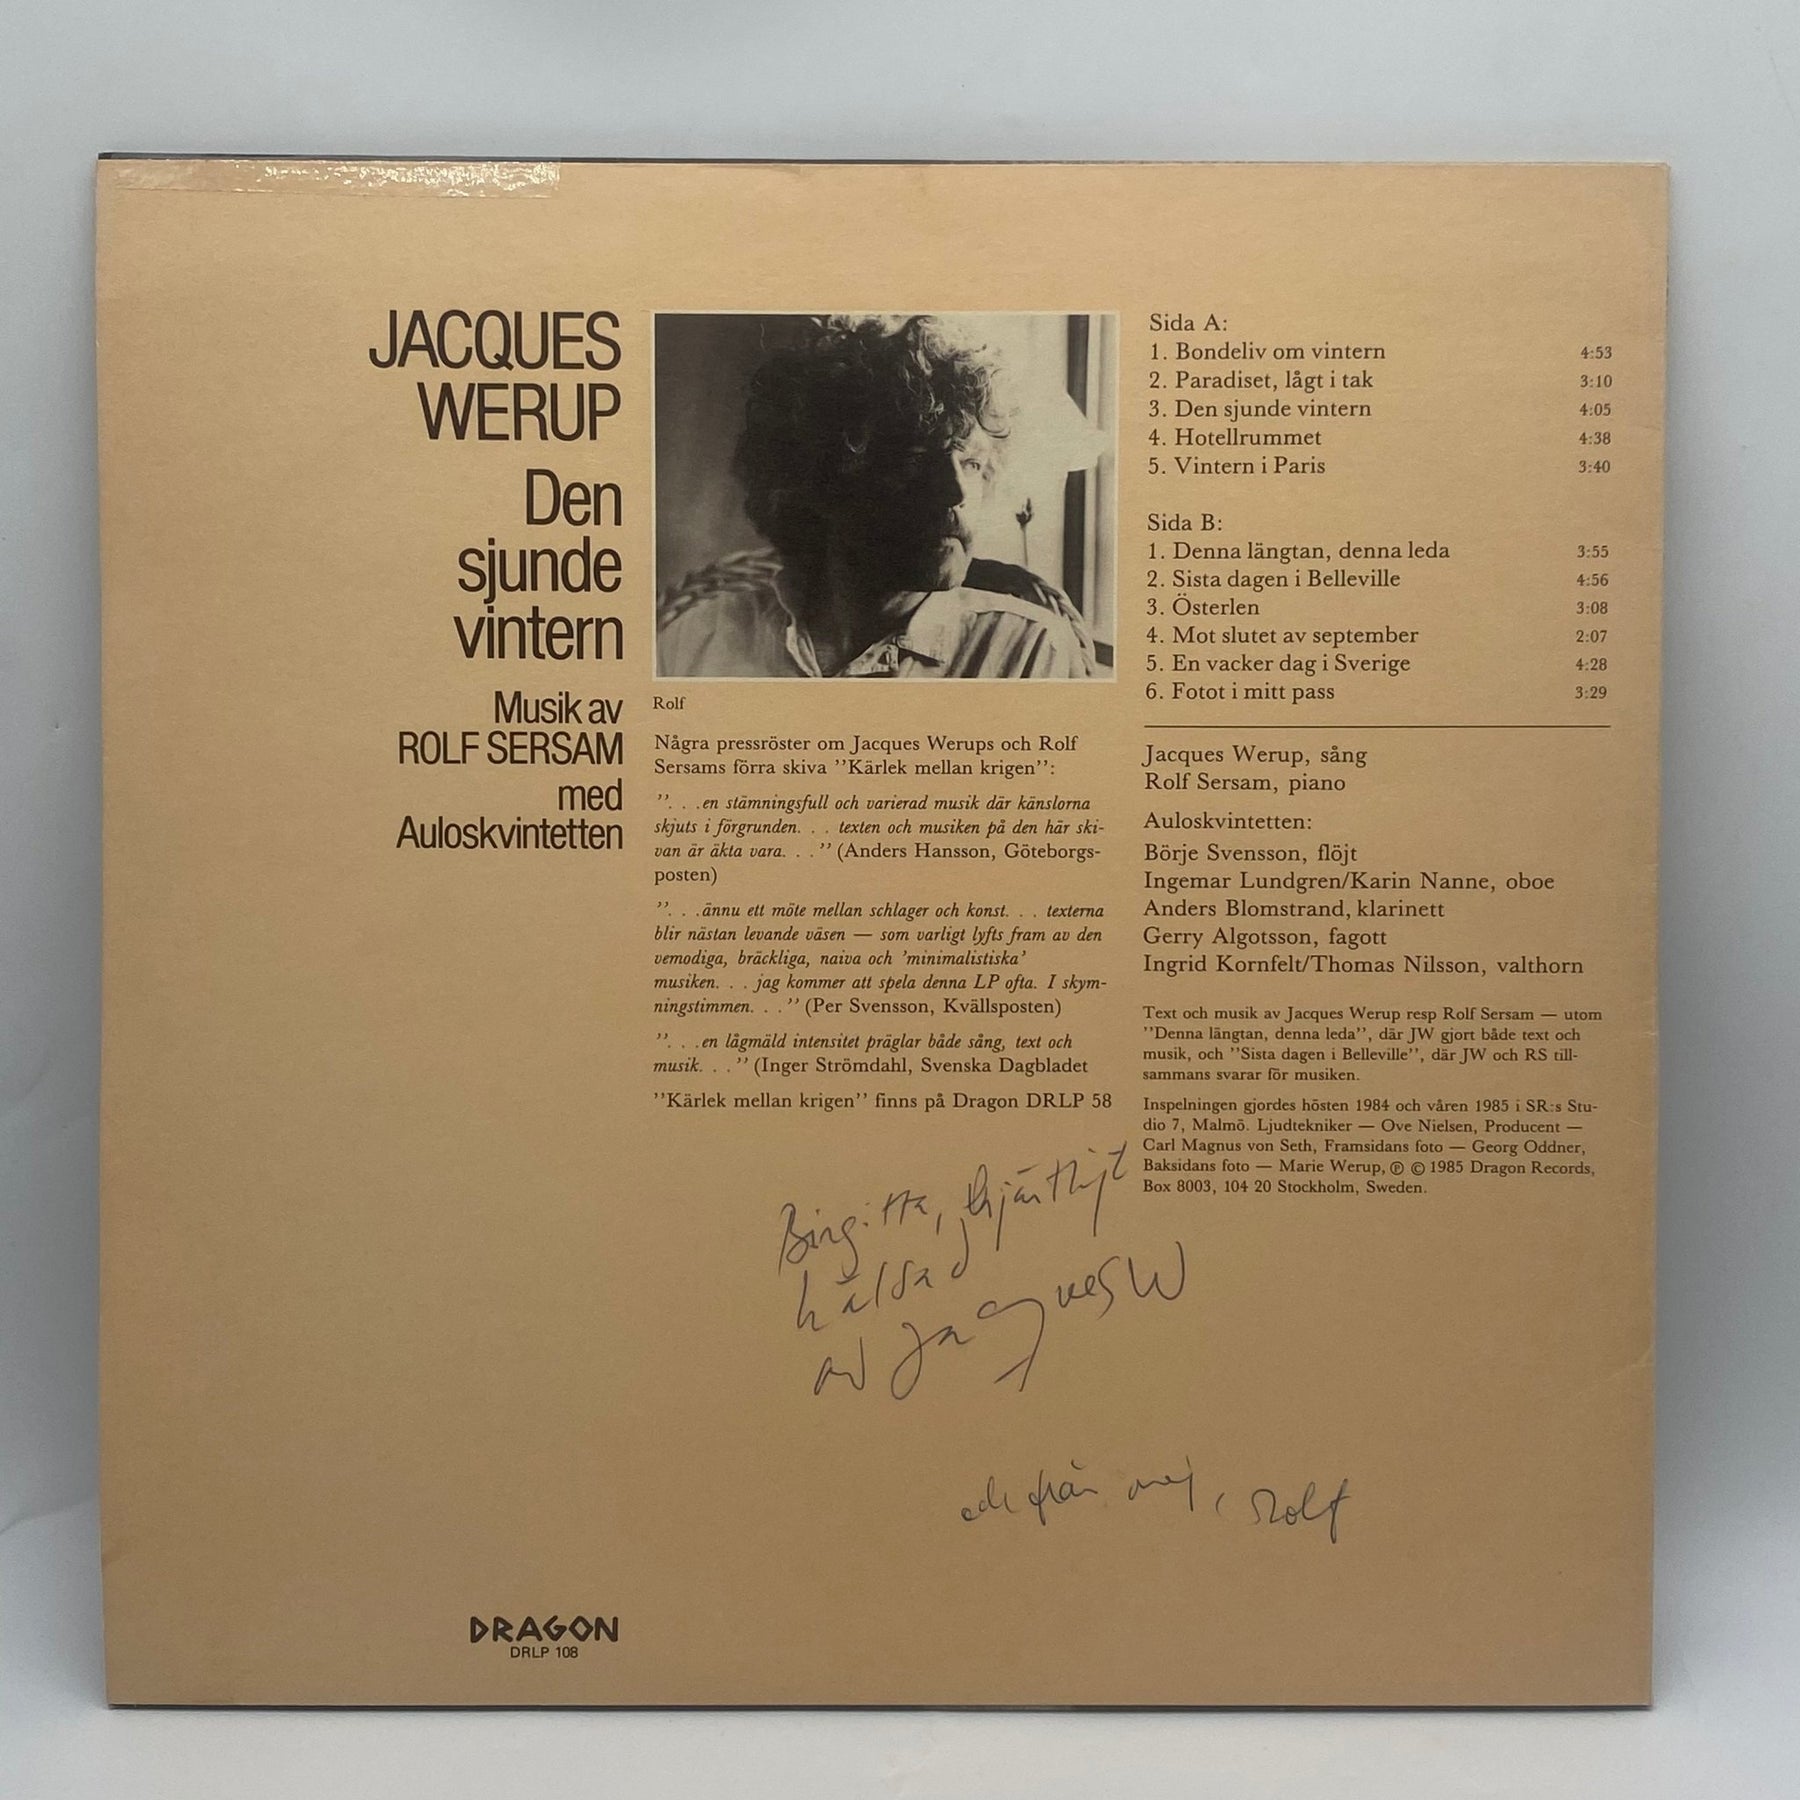 JACQUES
WERUP
Den
sjunde
vintern
Musik av
ROLF SERSAM
med
Auloskvintetten
Rolf
Några pressröster om Jacques Werups och Rolf
Sersams förra skiva ''Kärlek mellan krigen'':
''. . .en stämningsfull och varierad musik där känslorna
skjuts i förgrunden. . . texten och musiken på den här ski-
van är äkta vara. . .'' (Anders Hansson, Göteborgs-
posten)
''. . .ännu ett möte mellan schlager och konst. . . texterna
blir nästan levande väsen — som varligt lyfts fram av den
vemodiga, bräckliga, naiva och 'minimalistiska'
musiken. . . jag kommer att spela denna LP ofta. I skym-
ningstimmen. . .'' (Per Svensson, Kvällsposten)
''. . .en lågmäld intensitet präglar både sång, text och
musik. . .'' (Inger Strömdahl, Svenska Dagbladet
''Kärlek mellan krigen'' finns på Dragon DRLP 58
Sida A:
1. Bondeliv om vintern 4:53
2. Paradiset, lågt i tak 3:10
3. Den sjunde vintern 4:05
4. Hotellrummet 4:38
5. Vintern i Paris 3:40
Sida B:
1. Denna längtan, denna leda 3:55
2. Sista dagen i Belleville 4:56
3. Österlen 3:08
4. Mot slutet av september 2:07
5. En vacker dag i Sverige 4:28
6. Fotot i mitt pass 3:29
Jacques Werup, sång
Rolf Sersam, piano
Auloskvintetten:
Börje Svensson, flöjt
Ingemar Lundgren/Karin Nanne, oboe
Anders Blomstrand, klarinett
Gerry Algotsson, fagott
Ingrid Kornfelt/Thomas Nilsson, valthorn
Text och musik av Jacques Werup resp Rolf Sersam — utom
''Denna längtan, denna leda'', där JW gjort både text och
musik, och ''Sista dagen i Belleville'', där JW och RS till-
sammans svarar för musiken.
Inspelningen gjordes hösten 1984 och våren 1985 i SR:s Stu-
dio 7, Malmö. Ljudtekniker — Ove Nielsen, Producent —
Carl Magnus von Seth, Framsidans foto — Georg Oddner,
Baksidans foto — Marie Werup, ℗ © 1985 Dragon Records,
Box 8003, 104 20 Stockholm, Sweden.
Birgitta, hjärtligt
hälsad
av Jacques W
och från mej, Rolf
DRAGON
DRLP 108